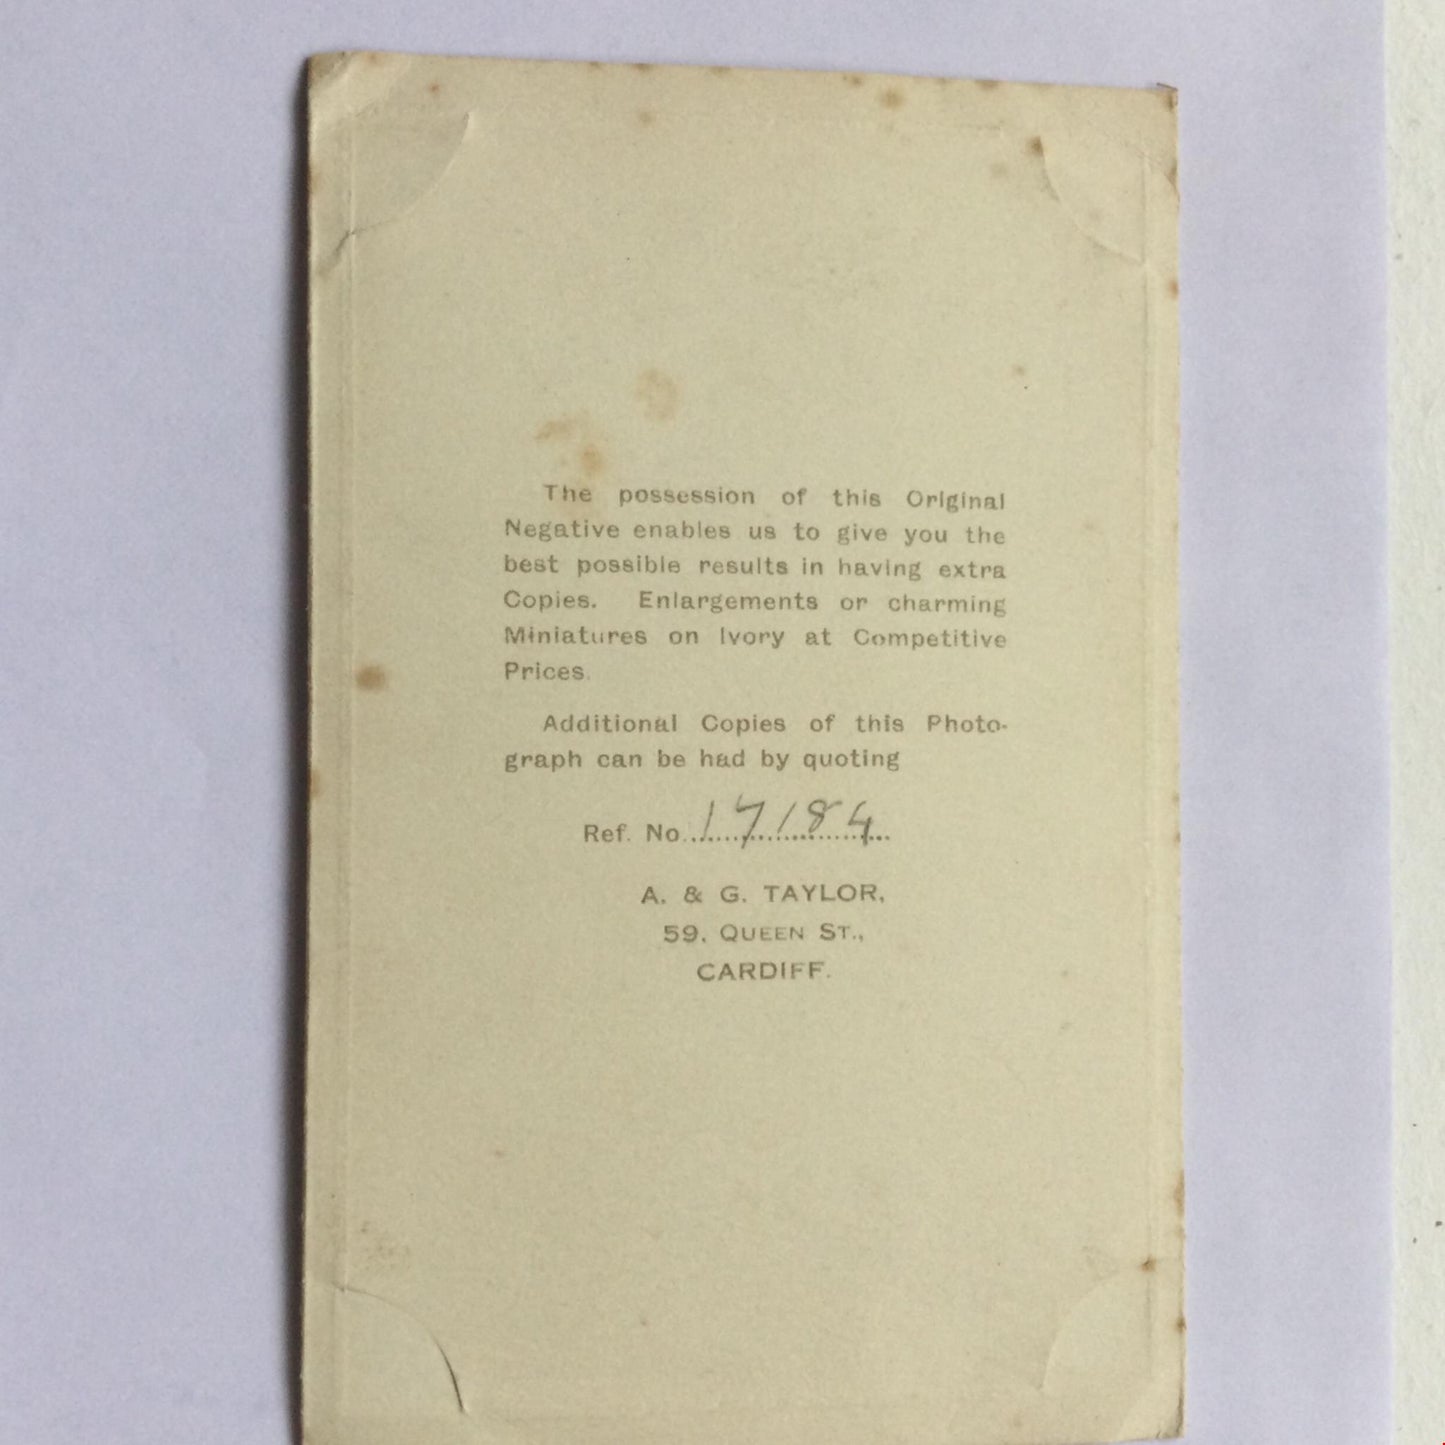 The possession of this Original
Negative enables us to give you the
best possible results in having extra
Copies. Enlargements or charming
Miniatures on Ivory at Competitive
Prices.
Additional Copies of this Photo-
graph can be had by quoting
Ref. No. 17184
A. & G. TAYLOR,
59, QUEEN ST.,
CARDIFF.